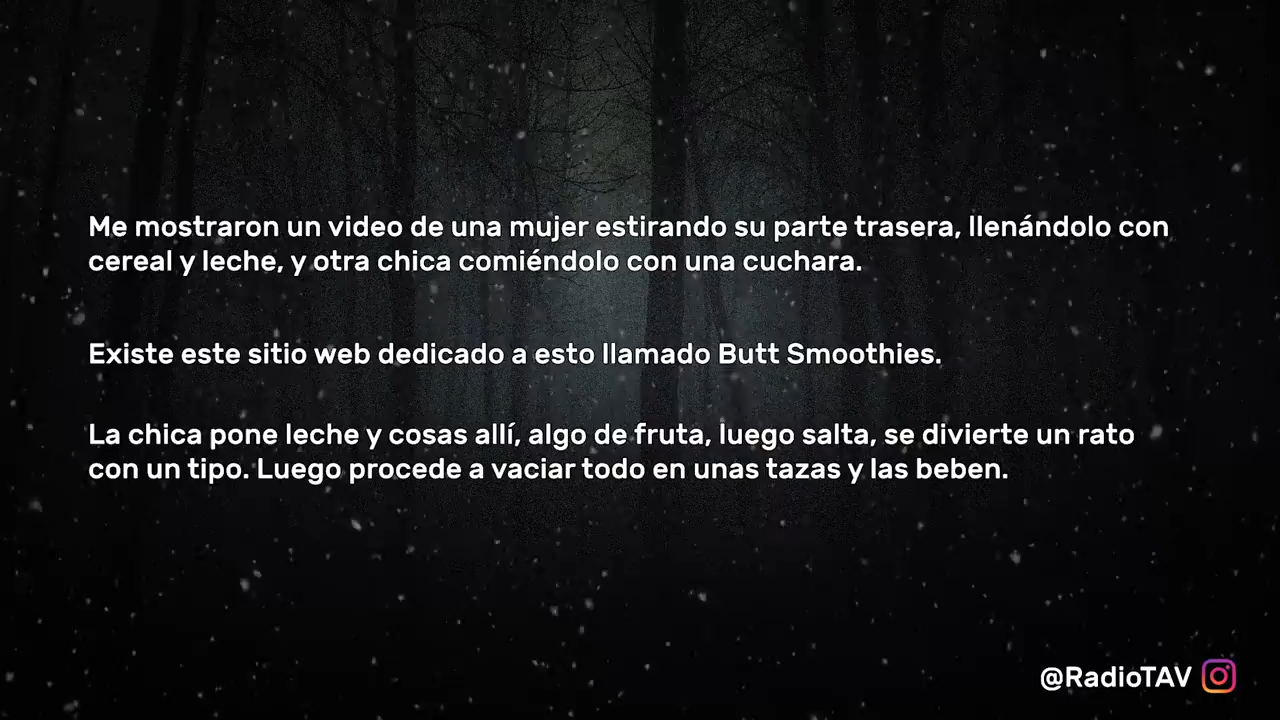 Me mostraron un video de una mujer estirando su parte trasera, llenándolo con
cereal y leche, y otra chica comiéndolo con una cuchara.
Existe este sitio web dedicado a esto llamado Butt Smoothies.
La chica pone leche y cosas allí, algo de fruta, luego salta, se divierte un rato
con un tipo. Luego procede a vaciar todo en unas tazas y las beben.
@RadioTAV